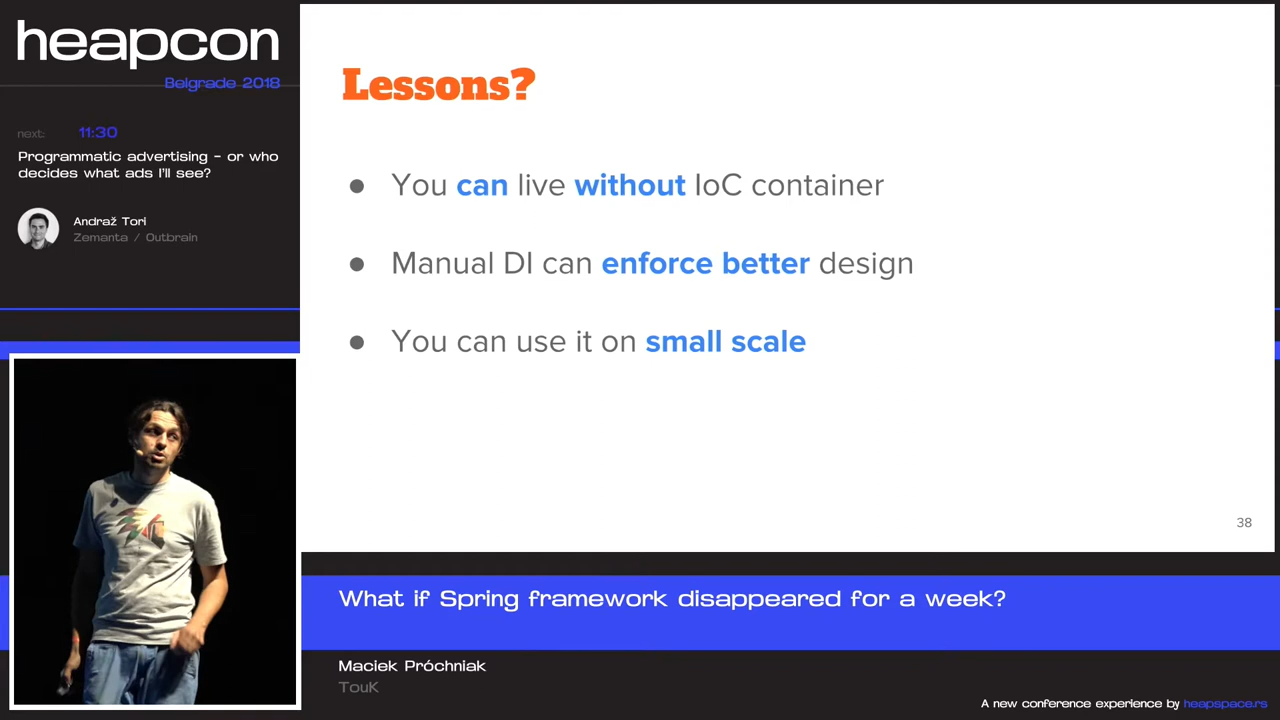 heapcon
Belgrade 2018
next: 11:30
Programmatic advertising - or who
decides what ads I'll see?
Andraž Tori
Zemanta / Outbrain
Lessons?
● You can live without IoC container
● Manual DI can enforce better design
● You can use it on small scale
38
What if Spring framework disappeared for a week?
Maciek Próchniak
TouK
A new conference experience by heapspace.rs